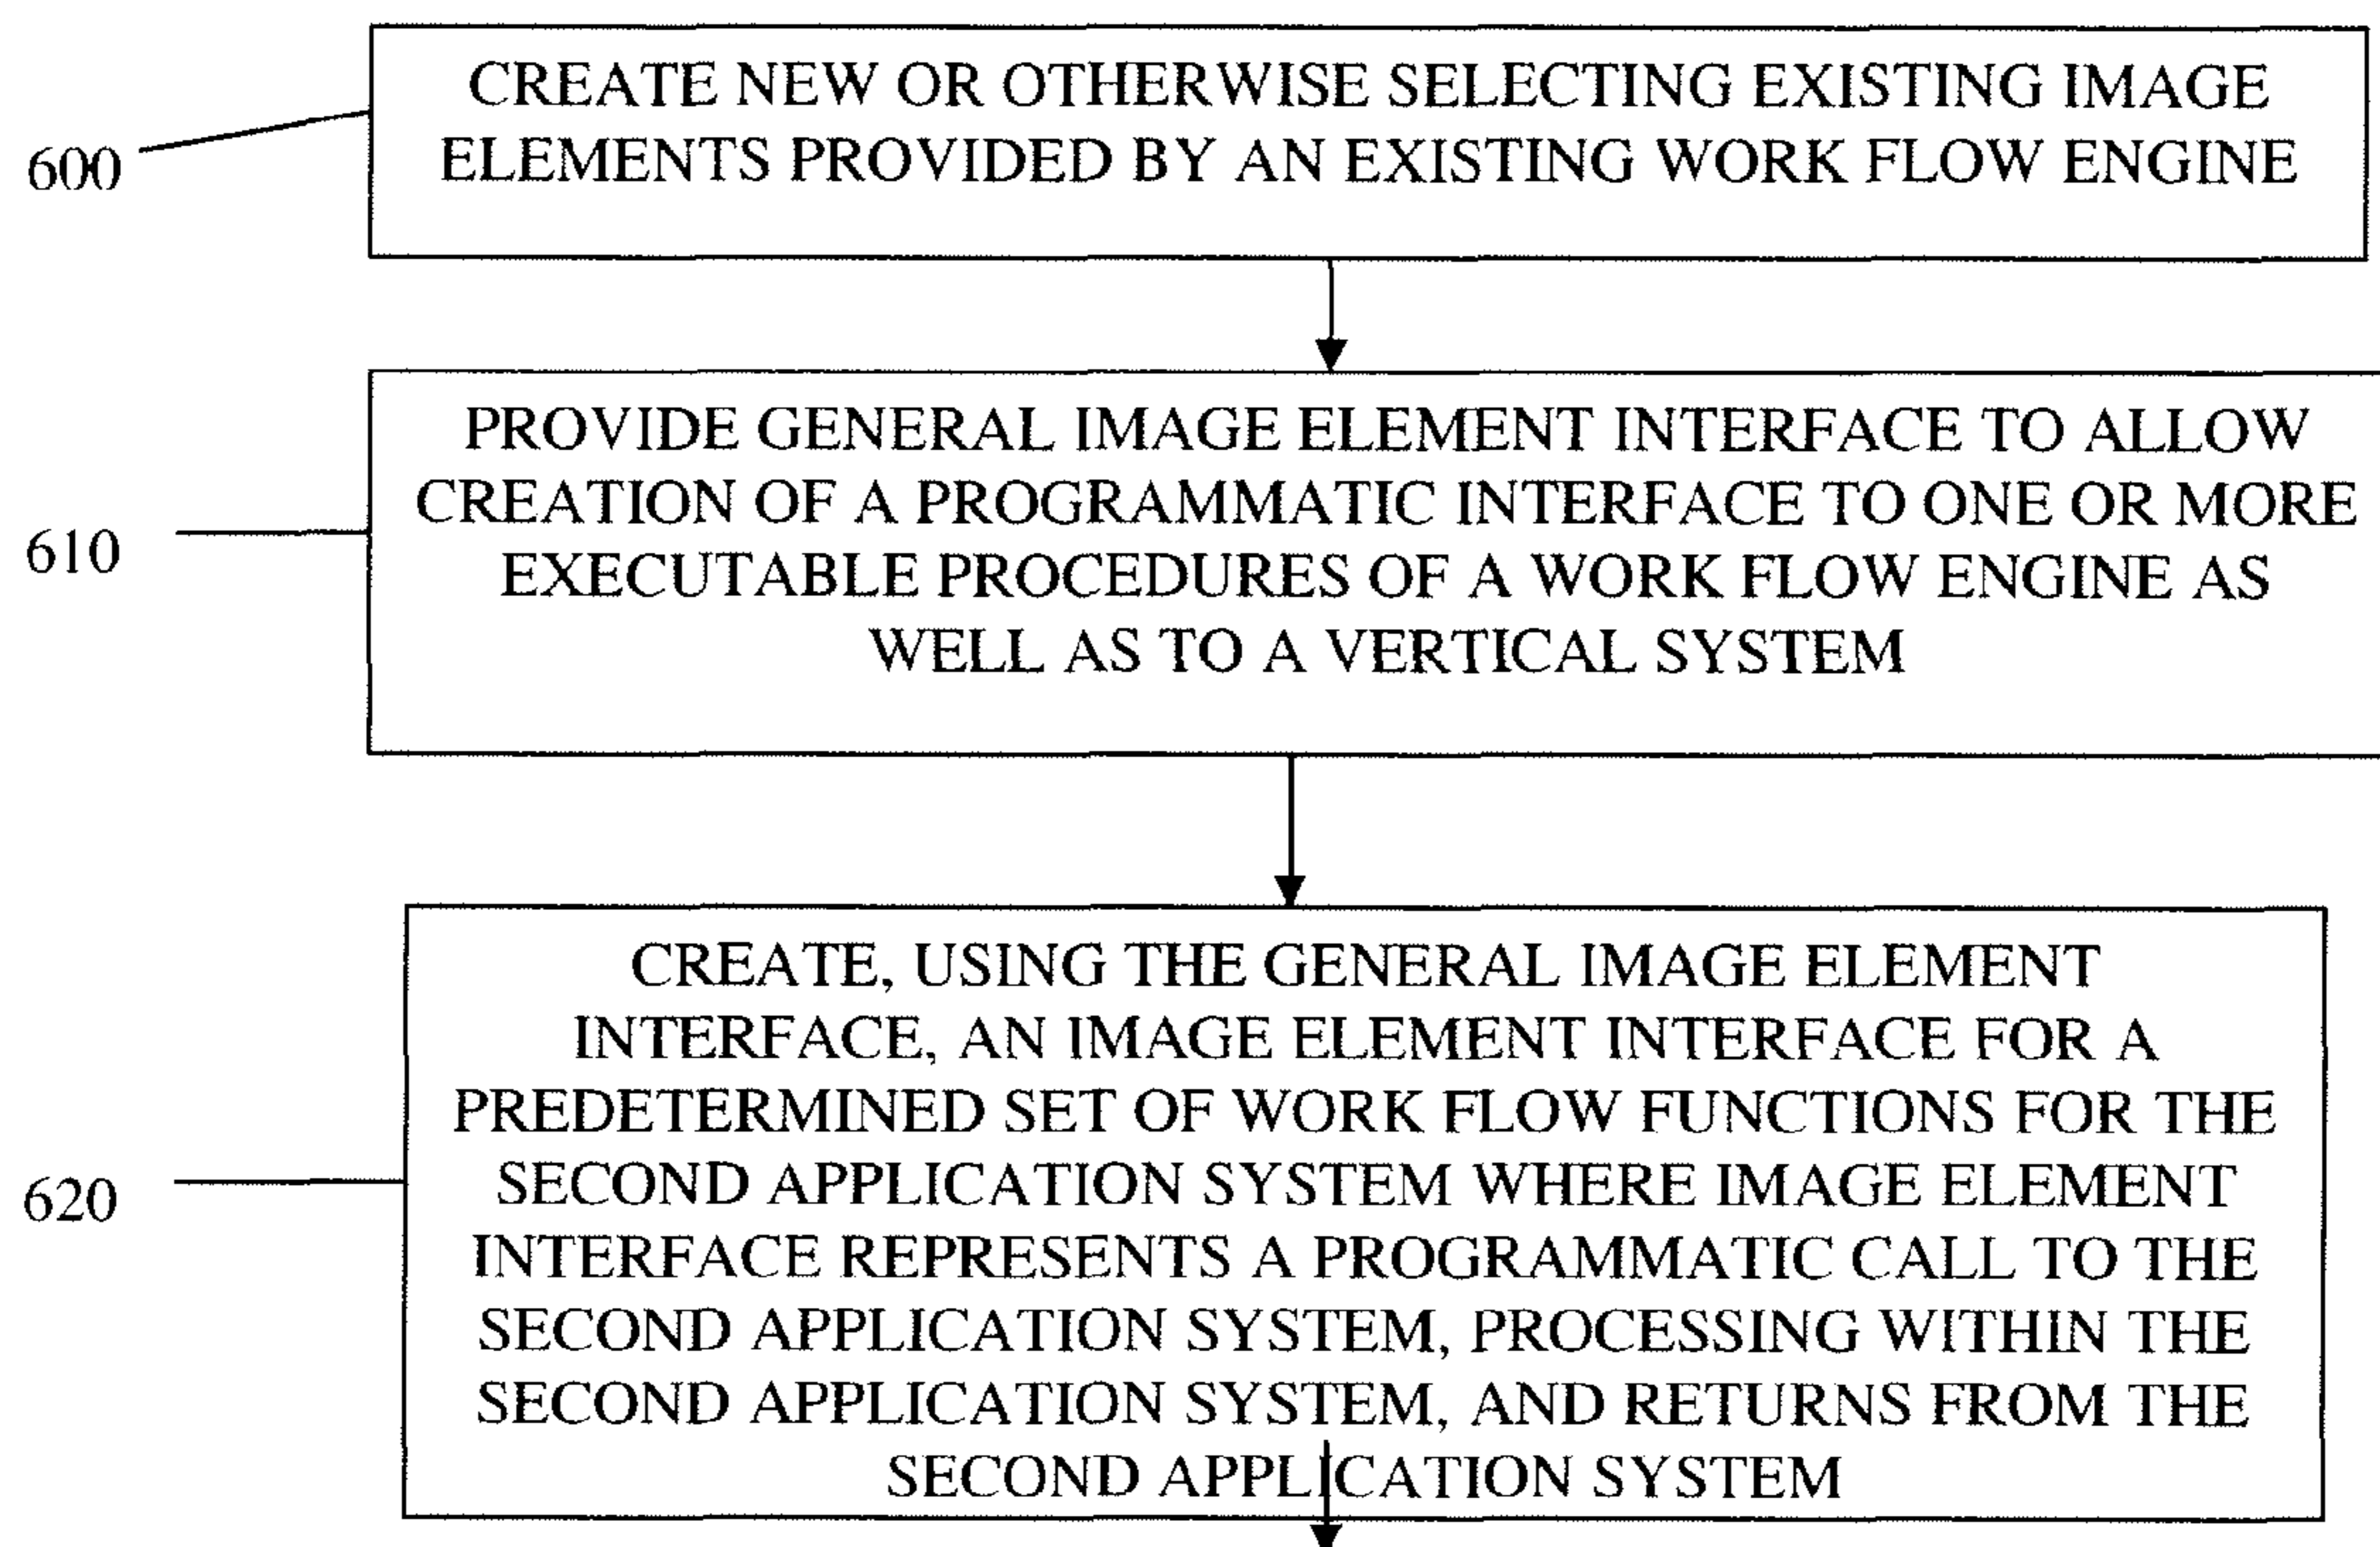 CREATE NEW OR OTHERWISE SELECTING EXISTING IMAGE
ELEMENTS PROVIDED BY AN EXISTING WORK FLOW ENGINE
600
PROVIDE GENERAL IMAGE ELEMENT INTERFACE TO ALLOW
CREATION OF A PROGRAMMATIC INTERFACE TO ONE OR MORE
EXECUTABLE PROCEDURES OF A WORK FLOW ENGINE AS
WELL AS TO A VERTICAL SYSTEM
610
CREATE, USING THE GENERAL IMAGE ELEMENT
INTERFACE, AN IMAGE ELEMENT INTERFACE FOR A
PREDETERMINED SET OF WORK FLOW FUNCTIONS FOR THE
SECOND APPLICATION SYSTEM WHERE IMAGE ELEMENT
INTERFACE REPRESENTS A PROGRAMMATIC CALL TO THE
SECOND APPLICATION SYSTEM, PROCESSING WITHIN THE
SECOND APPLICATION SYSTEM, AND RETURNS FROM THE
SECOND APPLICATION SYSTEM
620